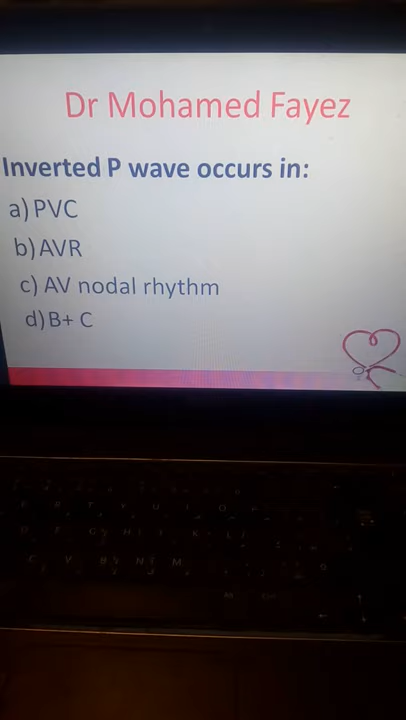 Dr Mohamed Fayez
Inverted P wave occurs in:
a) PVC
b) AVR
c) AV nodal rhythm
d) B+ C